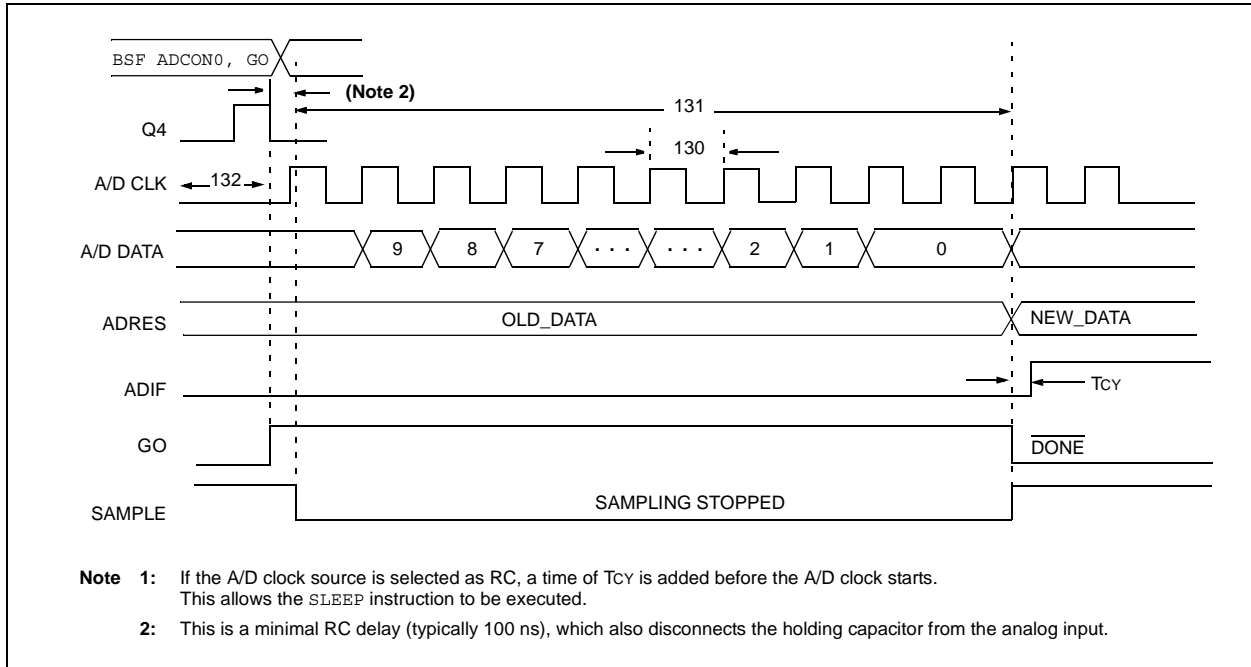 BSF ADCON0, GO
(Note 2)
131
Q4
130
A/D CLK
132
A/D DATA
9 8 7 . . . . . . 2 1 0
ADRES
OLD_DATA
NEW_DATA
ADIF
TCY
GO
DONE
SAMPLE
SAMPLING STOPPED
Note 1: If the A/D clock source is selected as RC, a time of TCY is added before the A/D clock starts.
This allows the SLEEP instruction to be executed.
2: This is a minimal RC delay (typically 100 ns), which also disconnects the holding capacitor from the analog input.